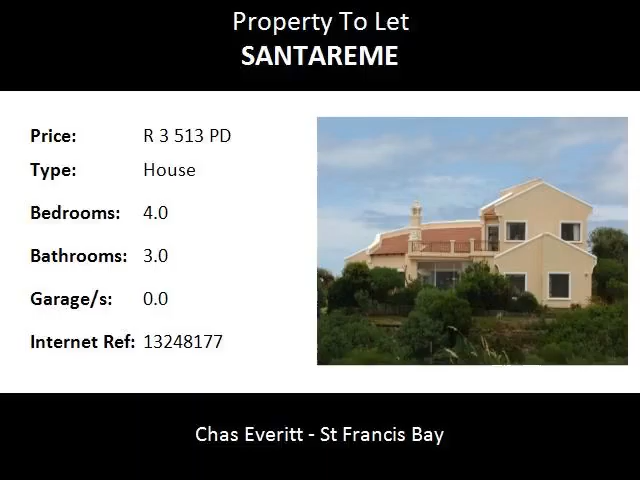 Property To Let
SANTAREME
Price: R 3 513 PD
Type: House
Bedrooms: 4.0
Bathrooms: 3.0
Garage/s: 0.0
Internet Ref: 13248177
Chas Everitt - St Francis Bay